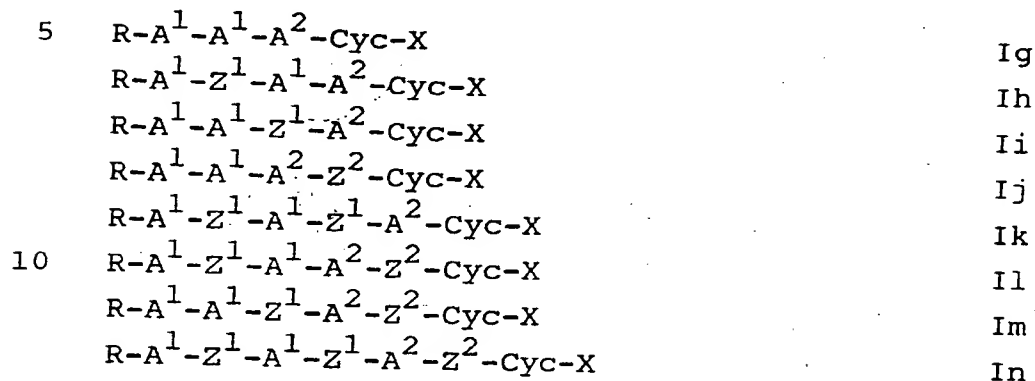 5 R-A¹-A¹-A²-Cyc-X Ig
R-A¹-Z¹-A¹-A²-Cyc-X Ih
R-A¹-A¹-Z¹-A²-Cyc-X Ii
R-A¹-A¹-A²-Z²-Cyc-X Ij
R-A¹-Z¹-A¹-Z¹-A²-Cyc-X Ik
10 R-A¹-Z¹-A¹-A²-Z²-Cyc-X Il
R-A¹-A¹-Z¹-A²-Z²-Cyc-X Im
R-A¹-Z¹-A¹-Z¹-A²-Z²-Cyc-X In